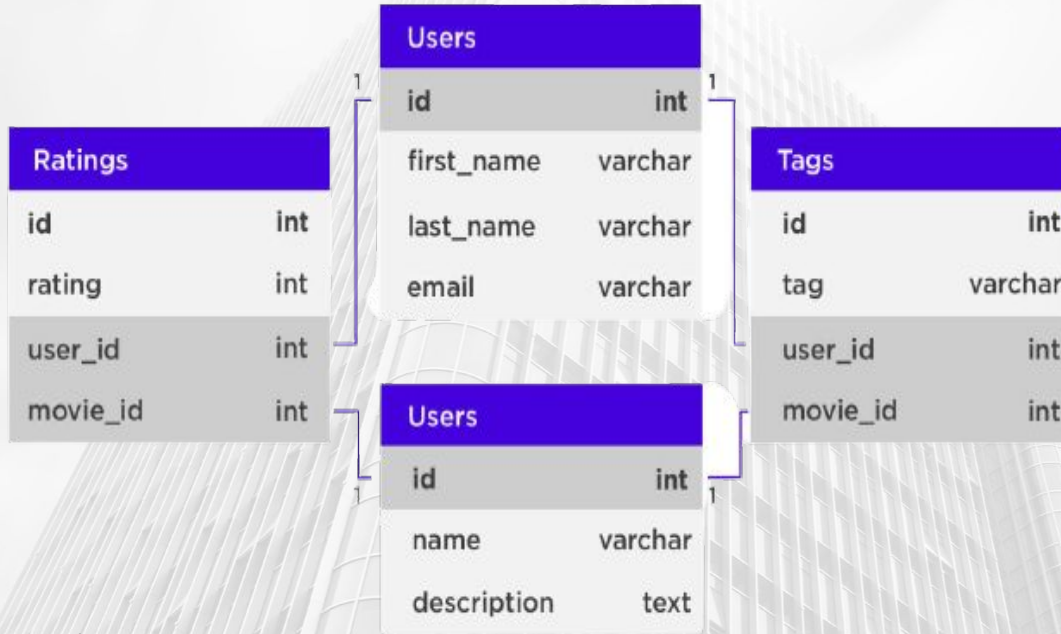 Users
1 1
id int
first_name varchar
last_name varchar
email varchar
Ratings
id int
rating int
user_id int
movie_id int
Tags
id int
tag varchar
user_id int
movie_id int
Users
1 1
id int
name varchar
description text